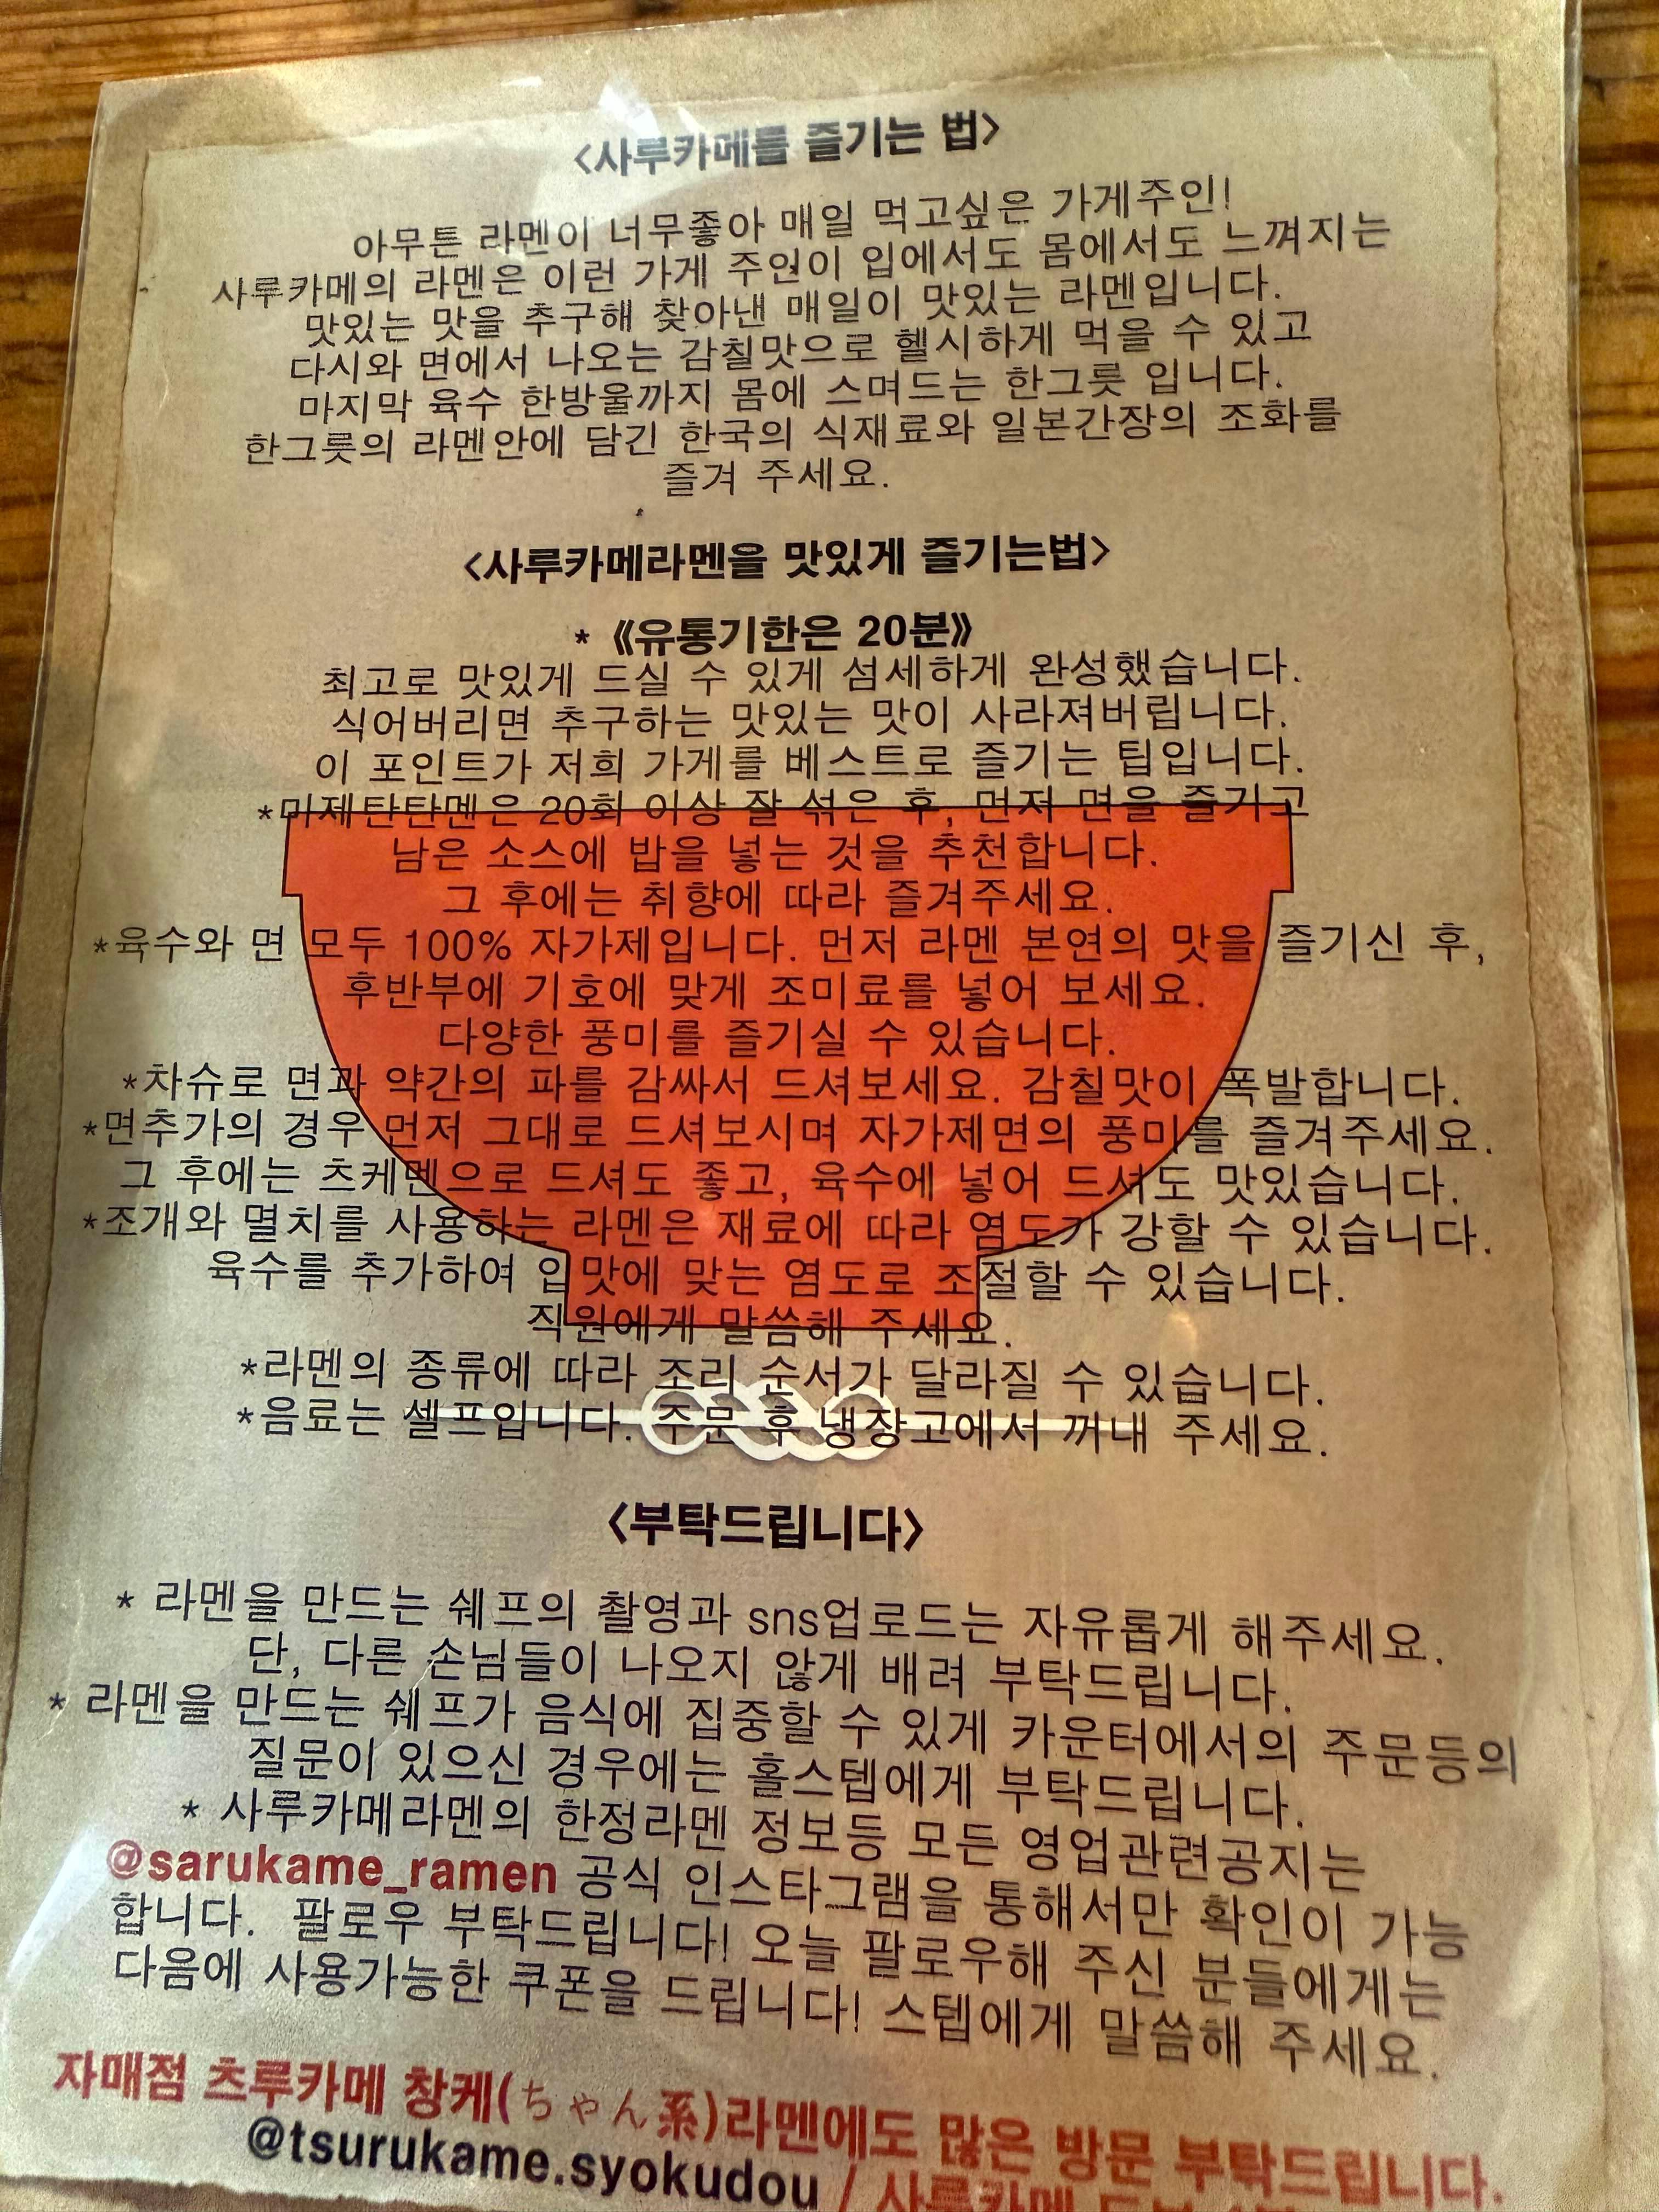 <사루카메를 즐기는 법>
아무튼 라멘이 너무좋아 매일 먹고싶은 가게주인!
사루카메의 라멘은 이런 가게 주인이 입에서도 몸에서도 느껴지는
맛있는 맛을 추구해 찾아낸 매일이 맛있는 라멘입니다.
다시와 면에서 나오는 감칠맛으로 헬시하게 먹을 수 있고
마지막 육수 한방울까지 몸에 스며드는 한그릇 입니다.
한그릇의 라멘안에 담긴 한국의 식재료와 일본간장의 조화를
즐겨 주세요.
<사루카메라멘을 맛있게 즐기는법>
* 《유통기한은 20분》
최고로 맛있게 드실 수 있게 섬세하게 완성했습니다.
식어버리면 추구하는 맛있는 맛이 사라져버립니다.
이 포인트가 저희 가게를 베스트로 즐기는 팁입니다.
*마제탄탄멘은 20회 이상 잘 섞은 후, 먼저 면을 즐기고
남은 소스에 밥을 넣는 것을 추천합니다.
그 후에는 취향에 따라 즐겨주세요.
*육수와 면 모두 100% 자가제입니다. 먼저 라멘 본연의 맛을 즐기신 후,
후반부에 기호에 맞게 조미료를 넣어 보세요.
다양한 풍미를 즐기실 수 있습니다.
*차슈로 면과 약간의 파를 감싸서 드셔보세요. 감칠맛이 폭발합니다.
*면추가의 경우 먼저 그대로 드셔보시며 자가제면의 풍미를 즐겨주세요.
그 후에는 츠케멘으로 드셔도 좋고, 육수에 넣어 드셔도 맛있습니다.
*조개와 멸치를 사용하는 라멘은 재료에 따라 염도가 강할 수 있습니다.
육수를 추가하여 입맛에 맞는 염도로 조절할 수 있습니다.
직원에게 말씀해 주세요.
*라멘의 종류에 따라 조리 순서가 달라질 수 있습니다.
*음료는 셀프입니다. 주문 후 냉장고에서 꺼내 주세요.
<부탁드립니다>
* 라멘을 만드는 쉐프의 촬영과 sns업로드는 자유롭게 해주세요.
단, 다른 손님들이 나오지 않게 배려 부탁드립니다.
* 라멘을 만드는 쉐프가 음식에 집중할 수 있게 카운터에서의 주문등의
질문이 있으신 경우에는 홀스텝에게 부탁드립니다.
* 사루카메라멘의 한정라멘 정보등 모든 영업관련공지는
@sarukame_ramen 공식 인스타그램을 통해서만 확인이 가능
합니다. 팔로우 부탁드립니다! 오늘 팔로우해 주신 분들에게는
다음에 사용가능한 쿠폰을 드립니다! 스텝에게 말씀해 주세요.
자매점 츠루카메 창케(ちゃん系)라멘에도 많은 방문 부탁드립니다.
@tsurukame.syokudou / 사루카메